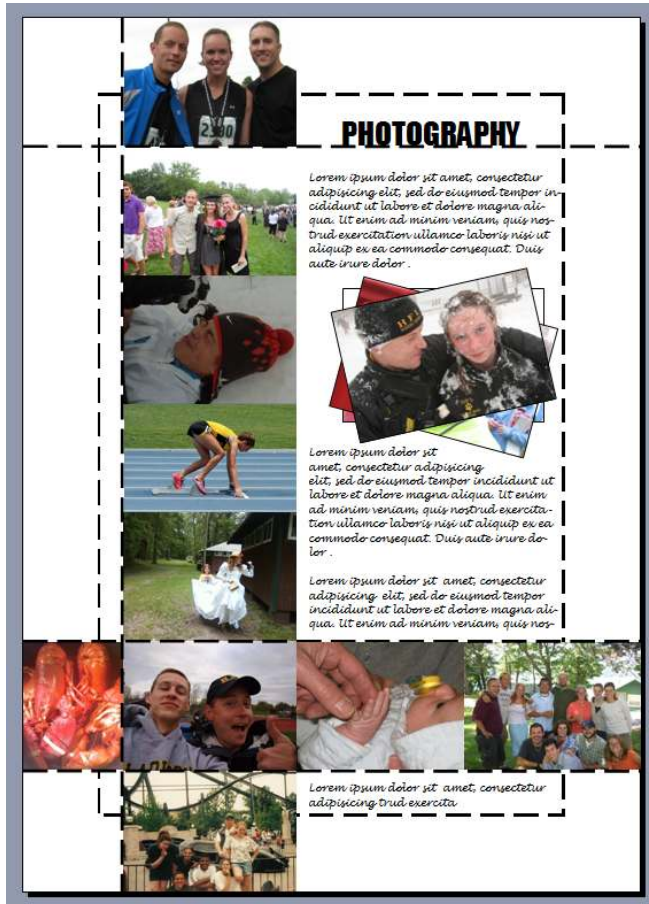 2380
PHOTOGRAPHY
Lorem ipsum dolor sit amet, consectetur
adipisicing elit, sed do eiusmod tempor in-
cididunt ut labore et dolore magna ali-
qua. Ut enim ad minim veniam, quis nos-
trud exercitation ullamco laboris nisi ut
aliquip ex ea commodo consequat. Duis
aute irure dolor .
Lorem ipsum dolor sit
amet, consectetur adipisicing
elit, sed do eiusmod tempor incididunt ut
labore et dolore magna aliqua. Ut enim
ad minim veniam, quis nostrud exercita-
tion ullamco laboris nisi ut aliquip ex ea
commodo consequat. Duis aute irure do-
lor .
Lorem ipsum dolor sit amet, consectetur
adipisicing elit, sed do eiusmod tempor
incididunt ut labore et dolore magna ali-
qua. Ut enim ad minim veniam, quis nos-
Lorem ipsum dolor sit amet, consectetur
adipisicing trud exercita